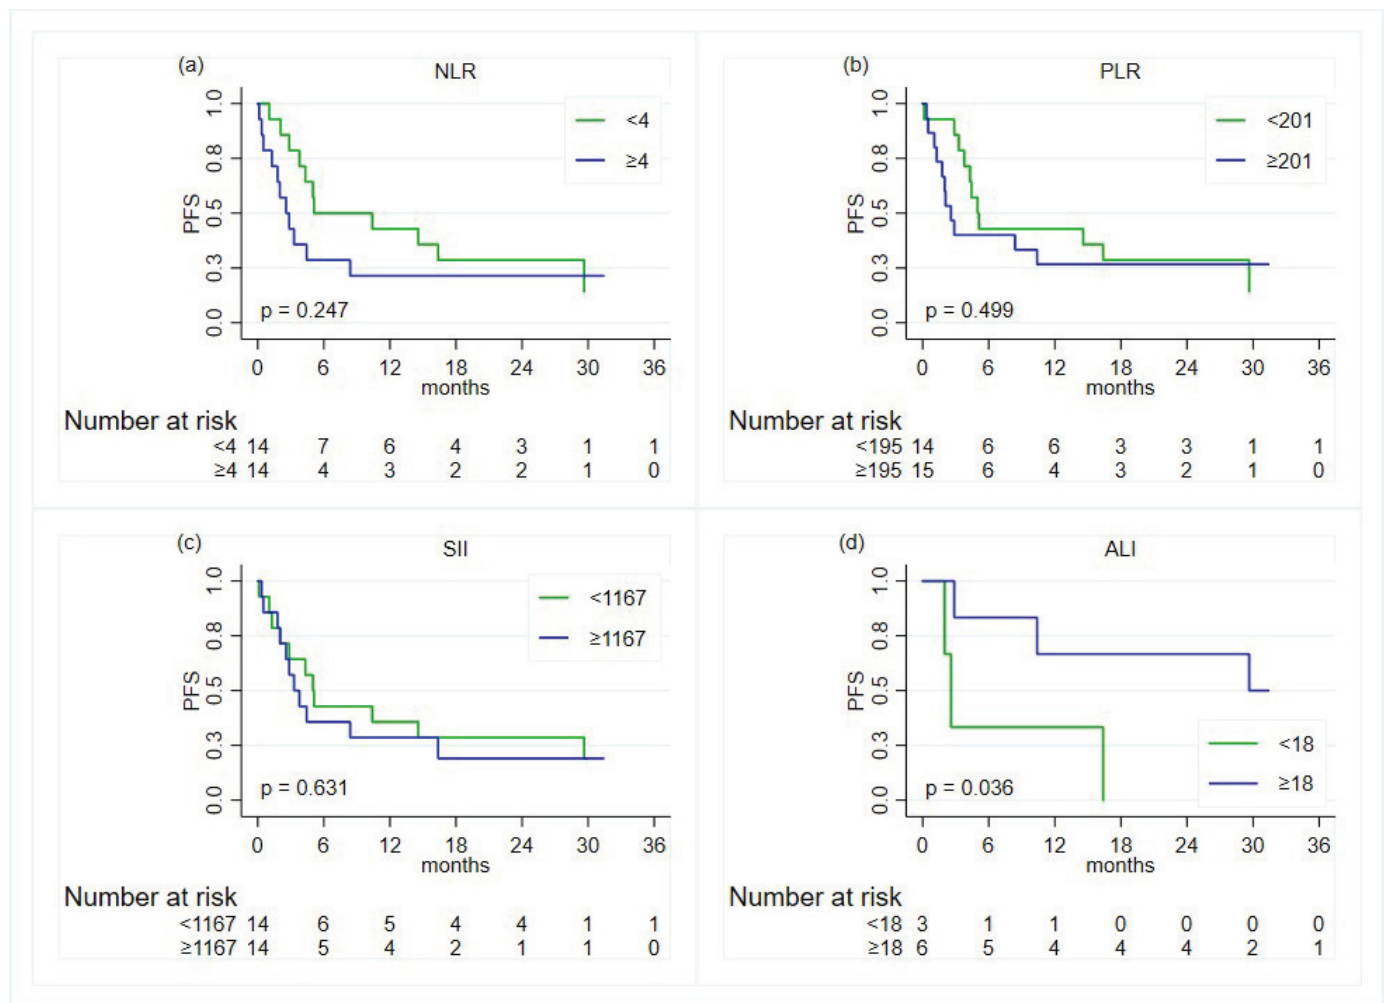 (a)
NLR
1.0
0.8
0.5
0.3
0.0
PFS
<4
≥4
p = 0.247
0 6 12 18 24 30 36
months
Number at risk
<4 14 7 6 4 3 1 1
≥4 14 4 3 2 2 1 0
(b)
PLR
1.0
0.8
0.5
0.3
0.0
PFS
<201
≥201
p = 0.499
0 6 12 18 24 30 36
months
Number at risk
<195 14 6 6 3 3 1 1
≥195 15 6 4 3 2 1 0
(c)
SII
1.0
0.8
0.5
0.3
0.0
PFS
<1167
≥1167
p = 0.631
0 6 12 18 24 30 36
months
Number at risk
<1167 14 6 5 4 4 1 1
≥1167 14 5 4 2 1 1 0
(d)
ALI
1.0
0.8
0.5
0.3
0.0
PFS
<18
≥18
p = 0.036
0 6 12 18 24 30 36
months
Number at risk
<18 3 1 1 0 0 0 0
≥18 6 5 4 4 4 2 1